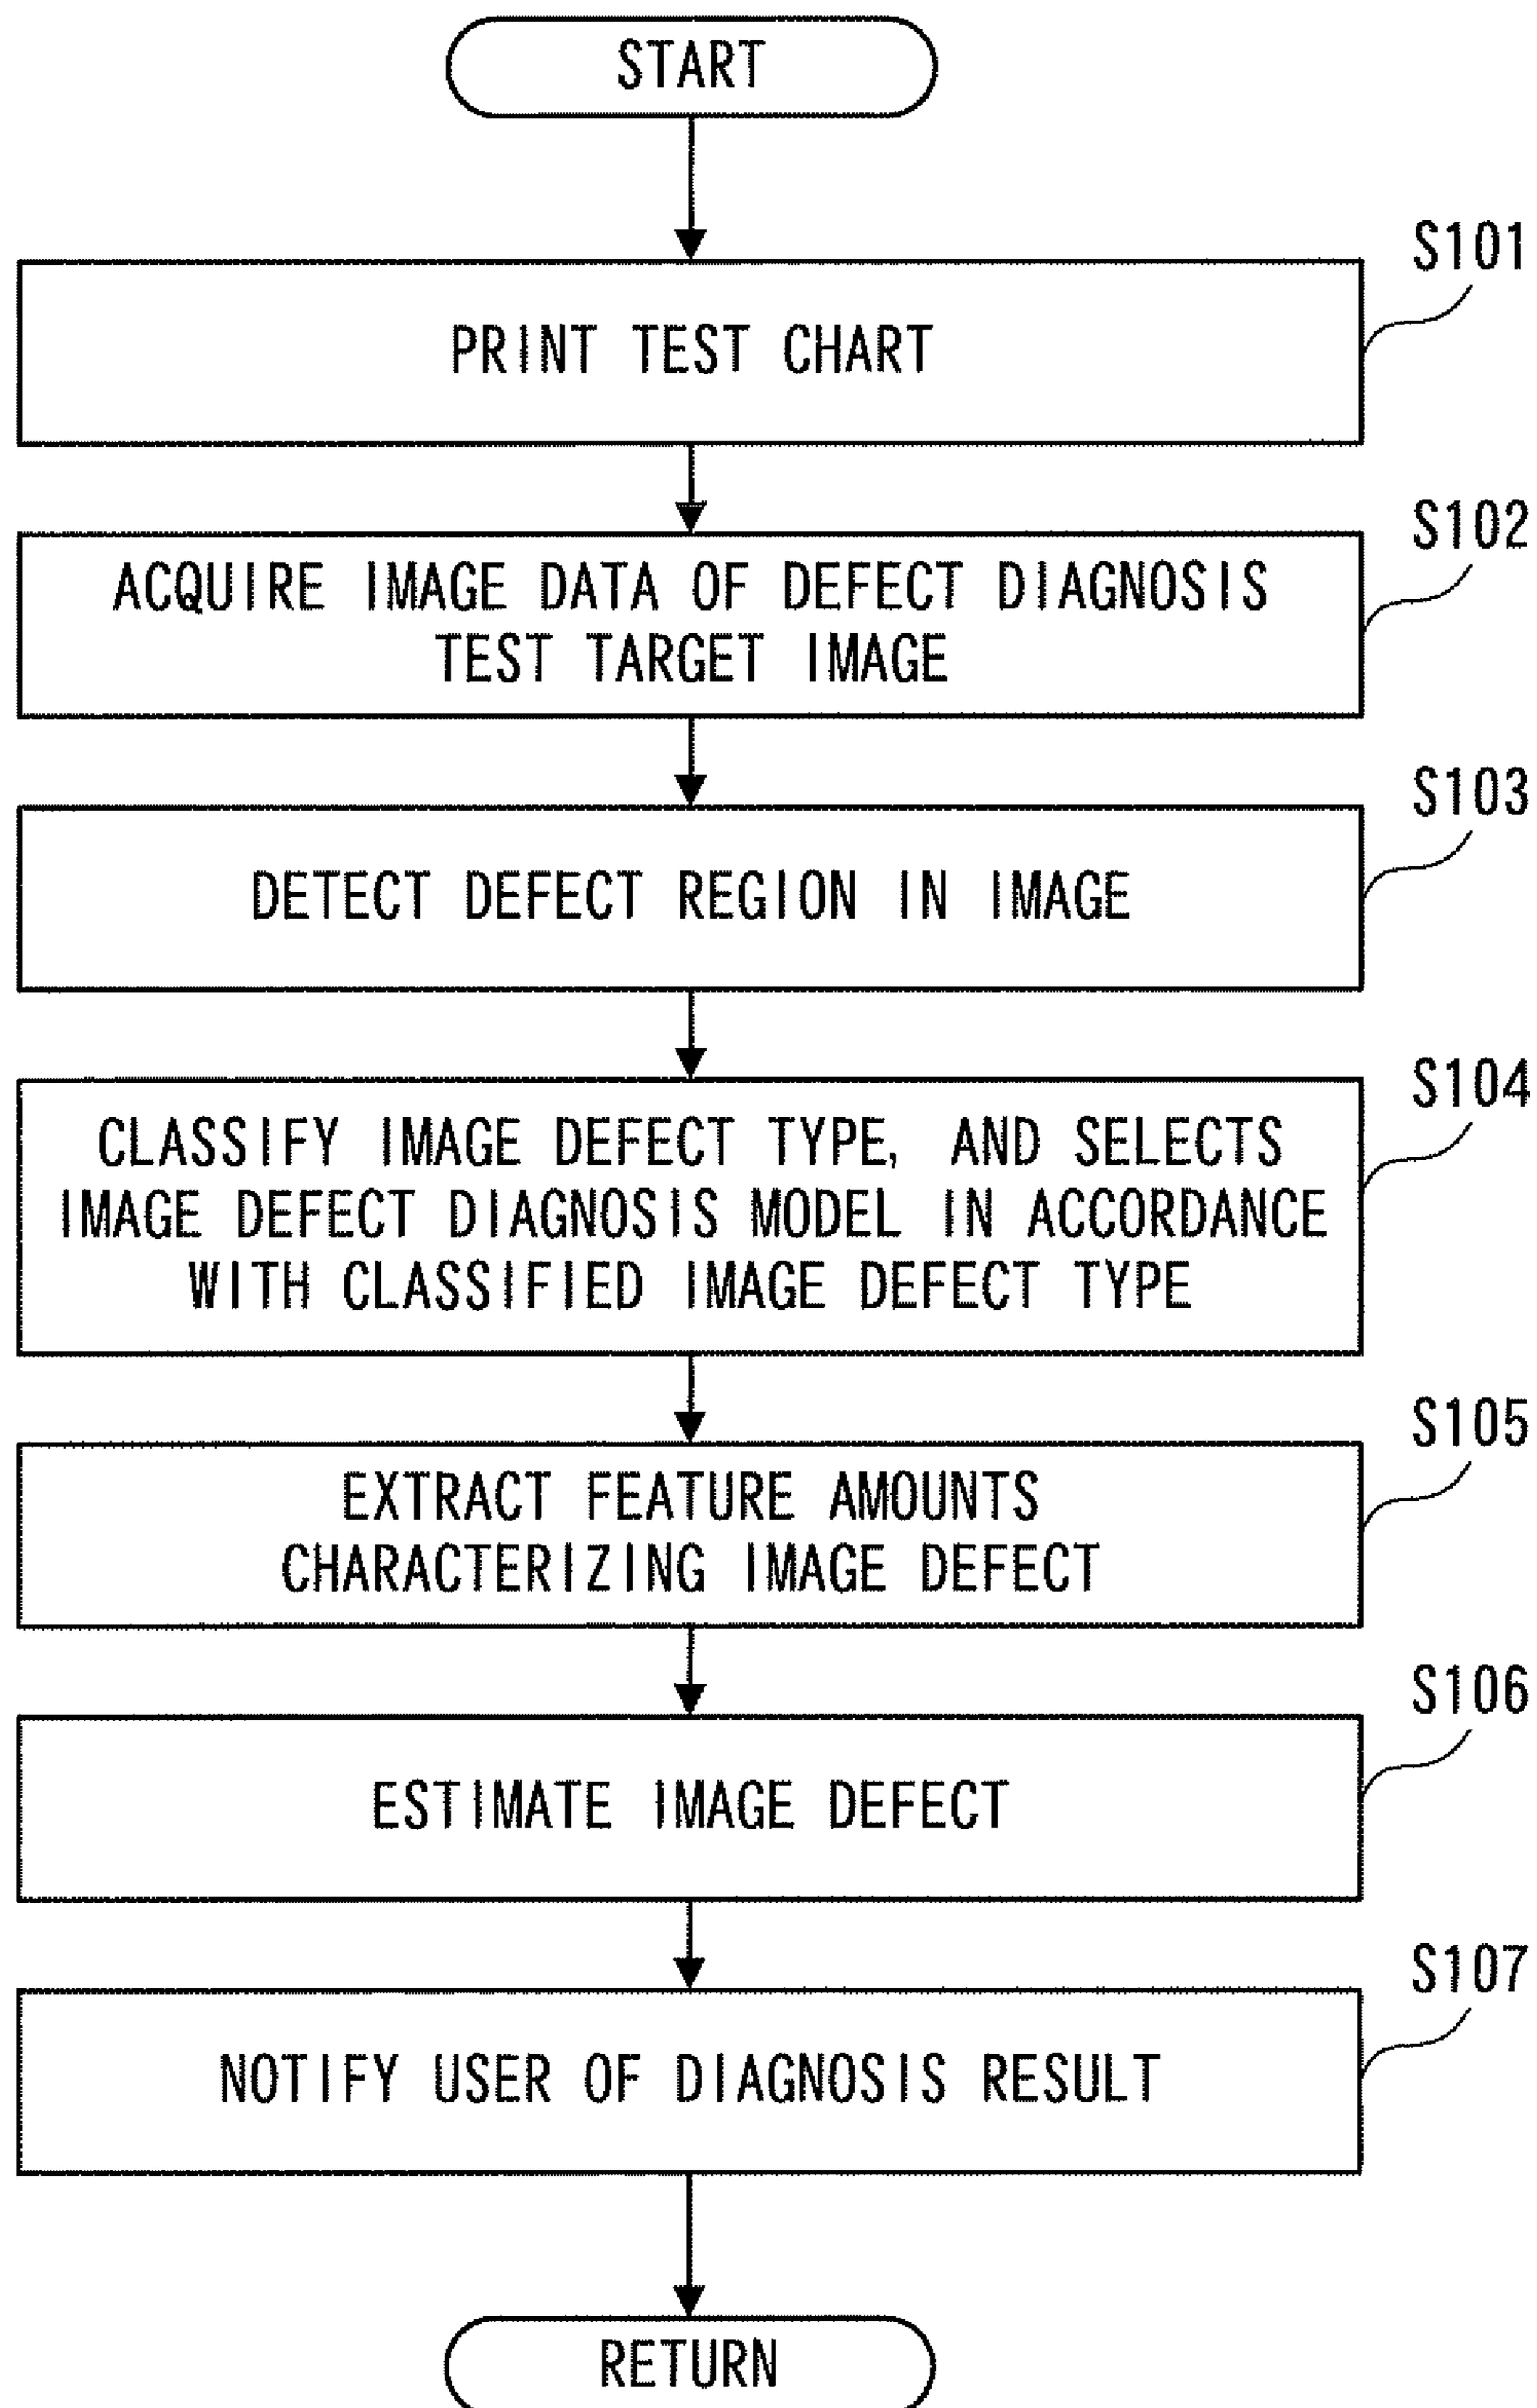 START
S101
PRINT TEST CHART
S102
ACQUIRE IMAGE DATA OF DEFECT DIAGNOSIS
TEST TARGET IMAGE
S103
DETECT DEFECT REGION IN IMAGE
S104
CLASSIFY IMAGE DEFECT TYPE, AND SELECTS
IMAGE DEFECT DIAGNOSIS MODEL IN ACCORDANCE
WITH CLASSIFIED IMAGE DEFECT TYPE
S105
EXTRACT FEATURE AMOUNTS
CHARACTERIZING IMAGE DEFECT
S106
ESTIMATE IMAGE DEFECT
S107
NOTIFY USER OF DIAGNOSIS RESULT
RETURN